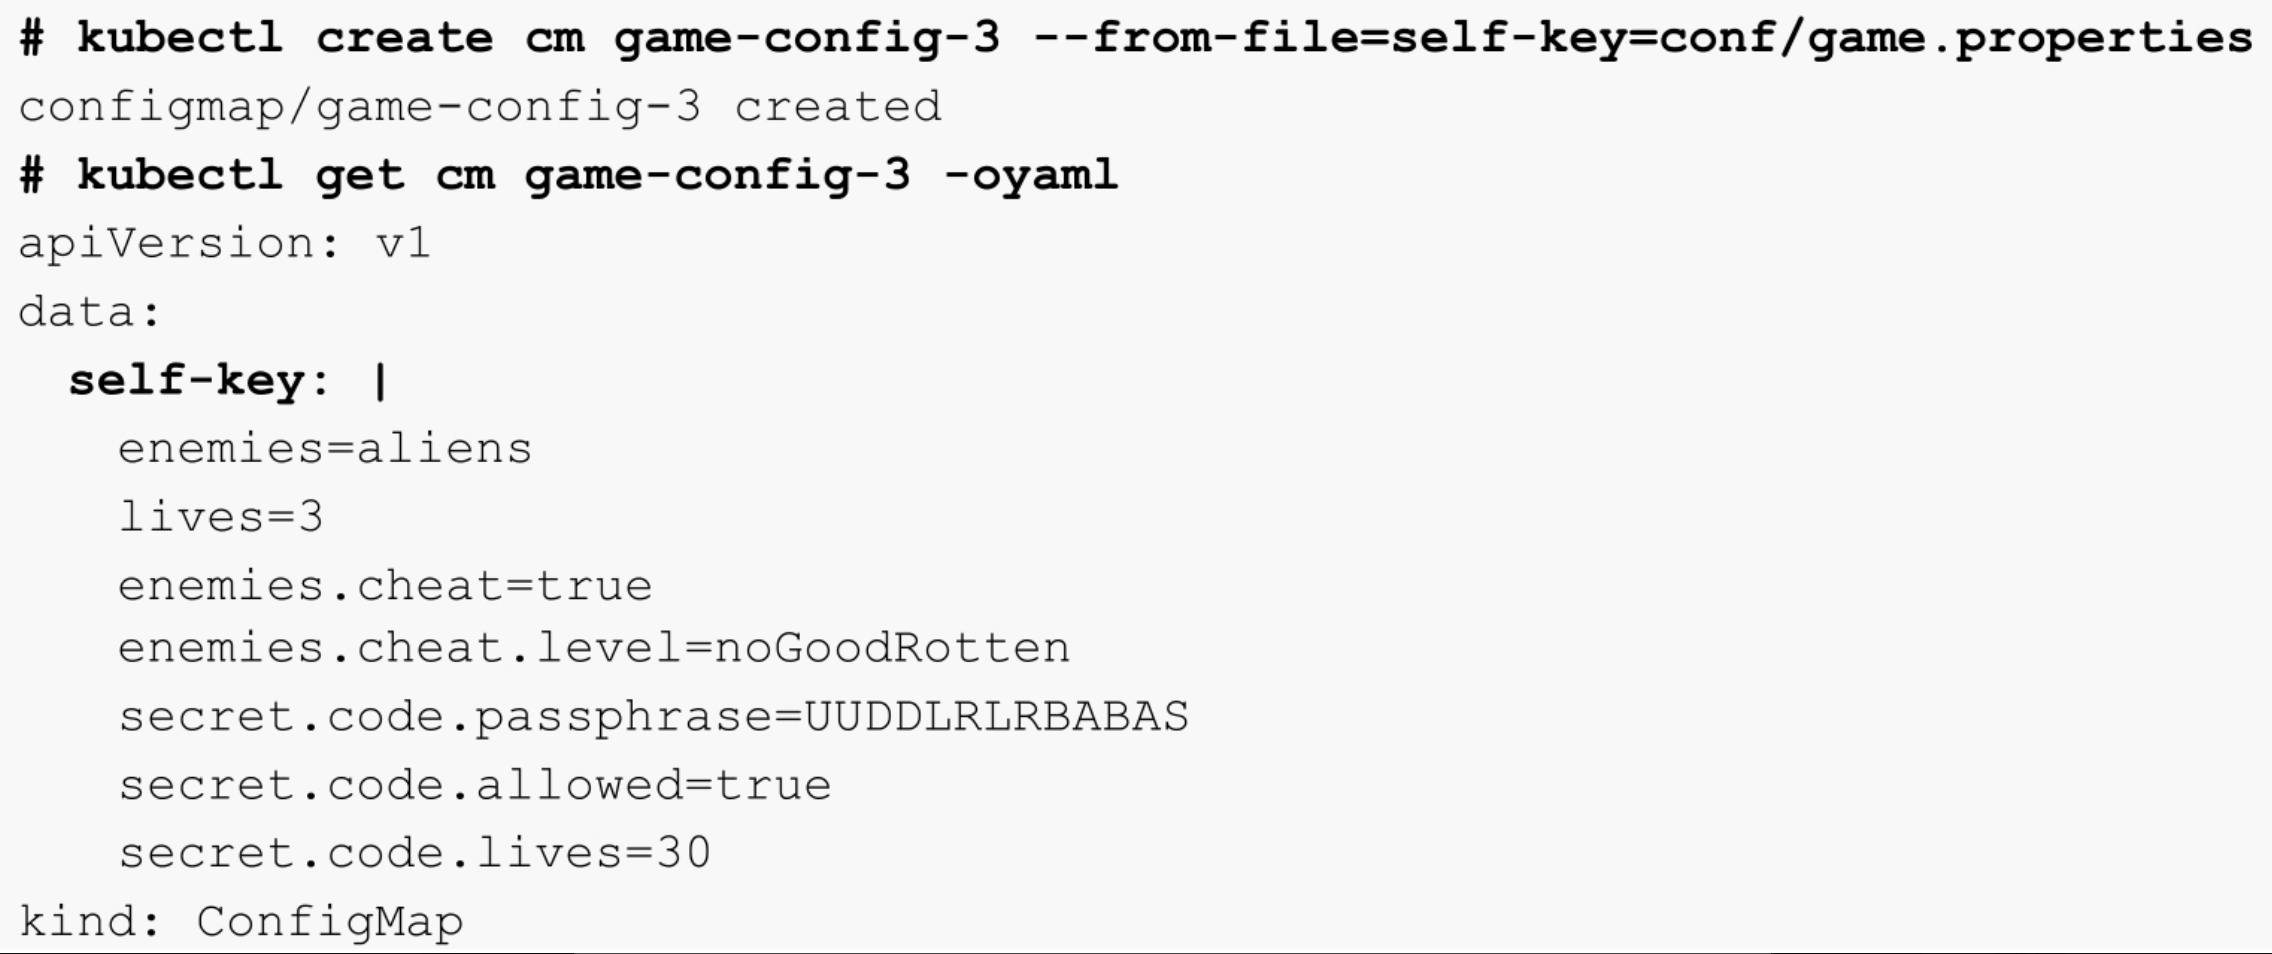 # kubectl create cm game-config-3 --from-file=self-key=conf/game.properties
configmap/game-config-3 created
# kubectl get cm game-config-3 -oyaml
apiVersion: v1
data:
  self-key: |
    enemies=aliens
    lives=3
    enemies.cheat=true
    enemies.cheat.level=noGoodRotten
    secret.code.passphrase=UUDDLRLRBABAS
    secret.code.allowed=true
    secret.code.lives=30
kind: ConfigMap